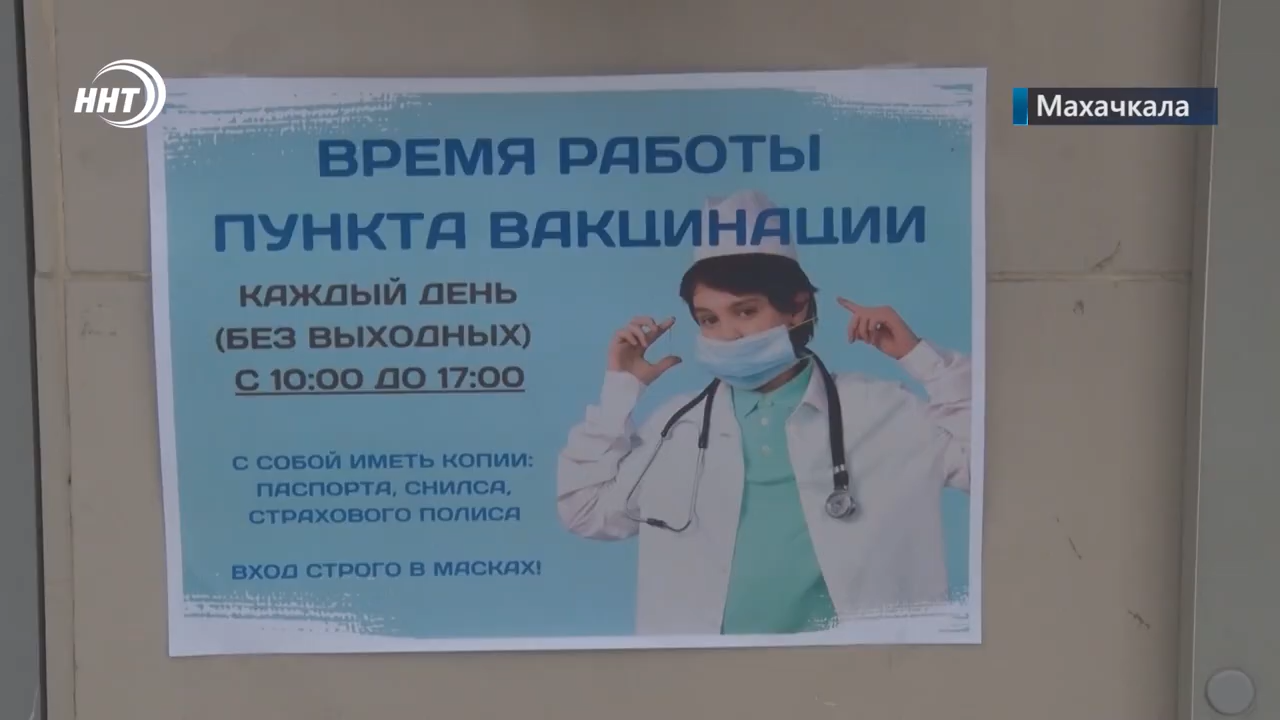 ННТ
Махачкала
ВРЕМЯ РАБОТЫ
ПУНКТА ВАКЦИНАЦИИ
КАЖДЫЙ ДЕНЬ
(БЕЗ ВЫХОДНЫХ)
С 10:00 ДО 17:00
С СОБОЙ ИМЕТЬ КОПИИ:
ПАСПОРТА, СНИЛСА,
СТРАХОВОГО ПОЛИСА
ВХОД СТРОГО В МАСКАХ!